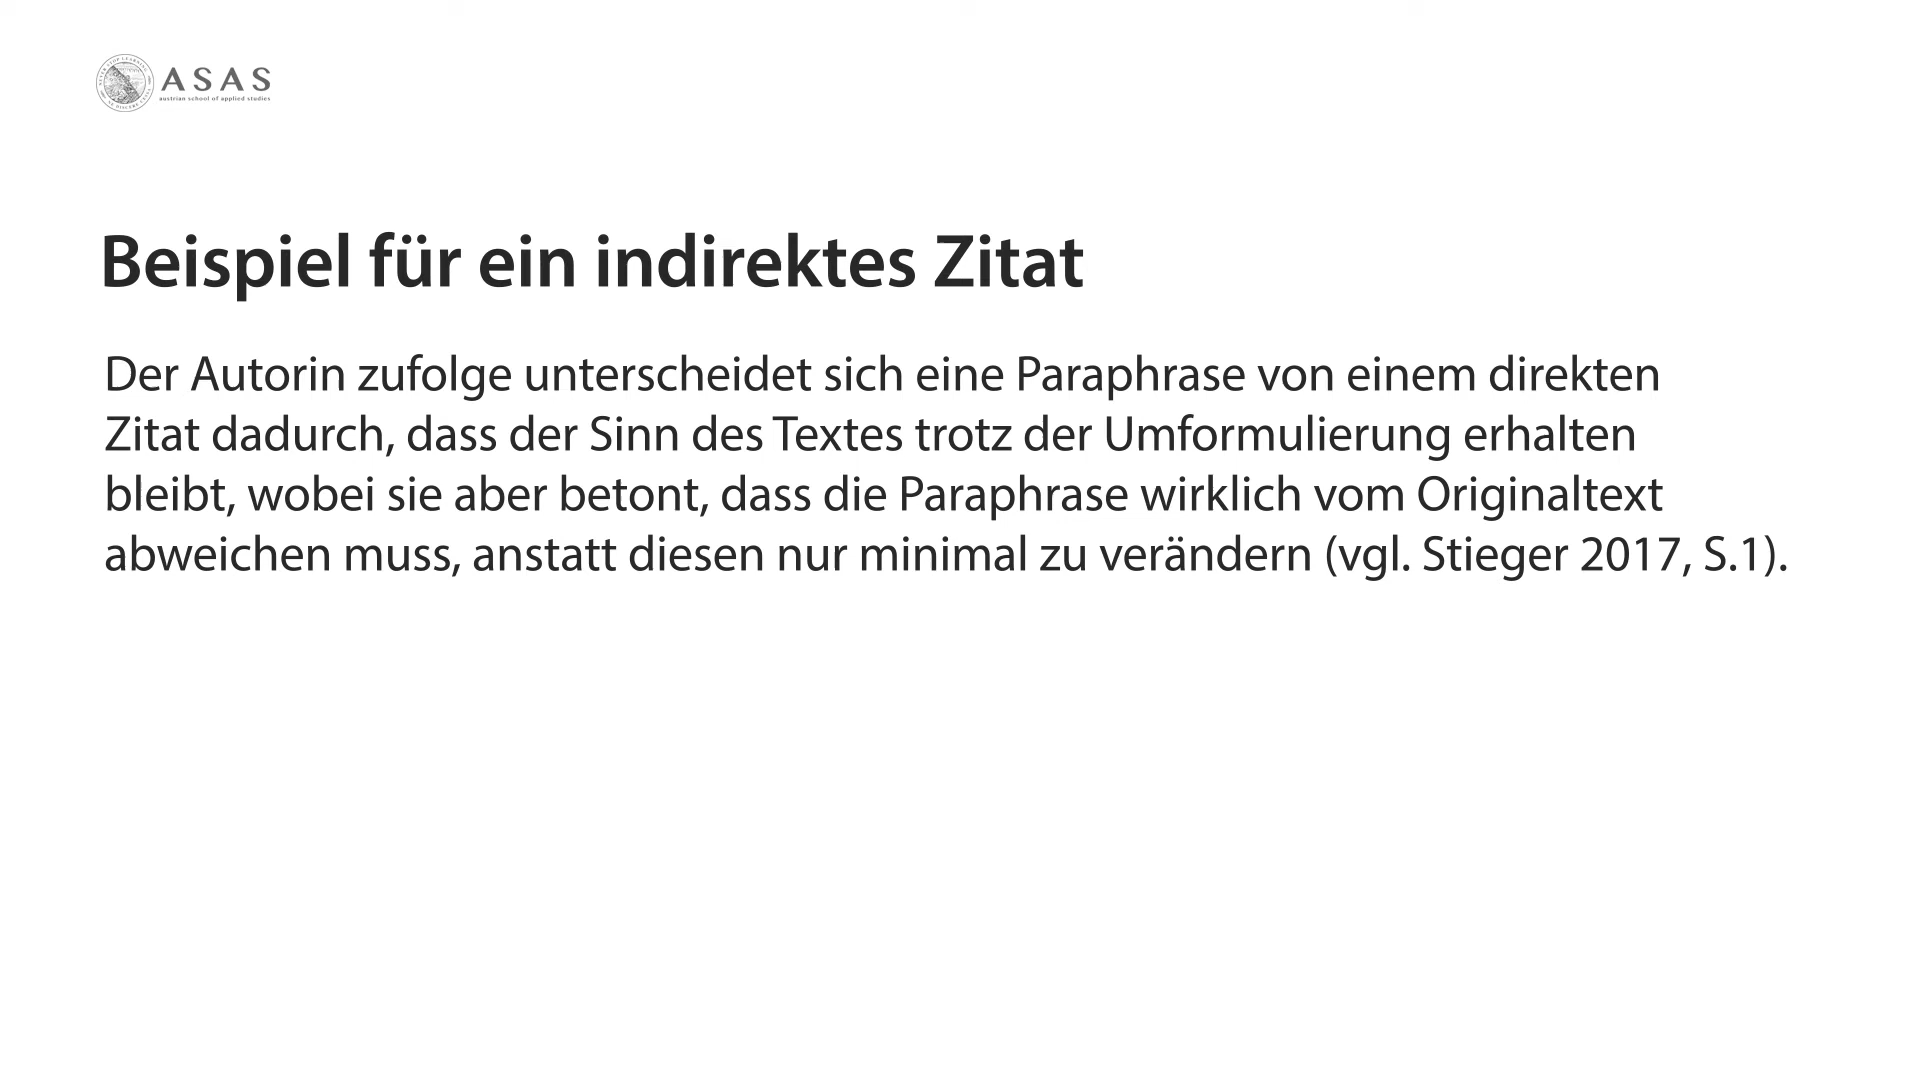 ASAS
austrian school of applied studies
Beispiel für ein indirektes Zitat
Der Autorin zufolge unterscheidet sich eine Paraphrase von einem direkten
Zitat dadurch, dass der Sinn des Textes trotz der Umformulierung erhalten
bleibt, wobei sie aber betont, dass die Paraphrase wirklich vom Originaltext
abweichen muss, anstatt diesen nur minimal zu verändern (vgl. Stieger 2017, S.1).